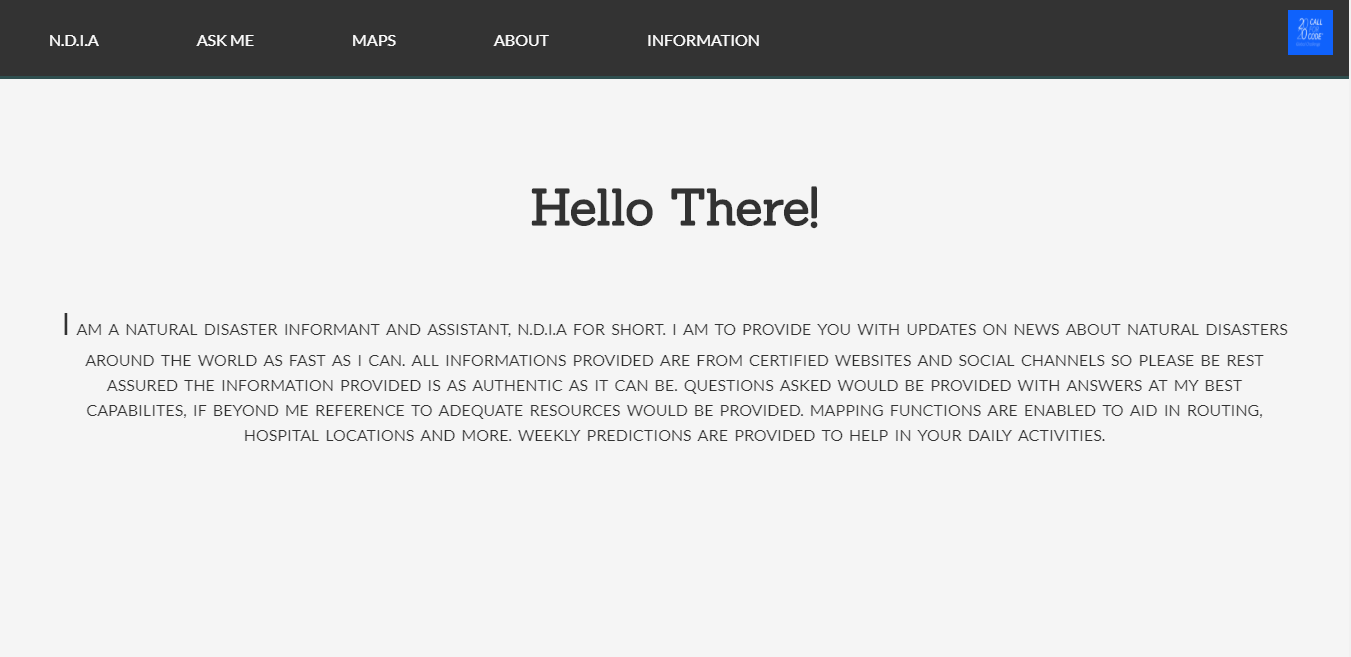 N.D.I.A ASK ME MAPS ABOUT INFORMATION
2020 CALL
FOR
CODE
Hello There!
I AM A NATURAL DISASTER INFORMANT AND ASSISTANT, N.D.I.A FOR SHORT. I AM TO PROVIDE YOU WITH UPDATES ON NEWS ABOUT NATURAL DISASTERS
AROUND THE WORLD AS FAST AS I CAN. ALL INFORMATIONS PROVIDED ARE FROM CERTIFIED WEBSITES AND SOCIAL CHANNELS SO PLEASE BE REST
ASSURED THE INFORMATION PROVIDED IS AS AUTHENTIC AS IT CAN BE. QUESTIONS ASKED WOULD BE PROVIDED WITH ANSWERS AT MY BEST
CAPABILITES, IF BEYOND ME REFERENCE TO ADEQUATE RESOURCES WOULD BE PROVIDED. MAPPING FUNCTIONS ARE ENABLED TO AID IN ROUTING,
HOSPITAL LOCATIONS AND MORE. WEEKLY PREDICTIONS ARE PROVIDED TO HELP IN YOUR DAILY ACTIVITIES.